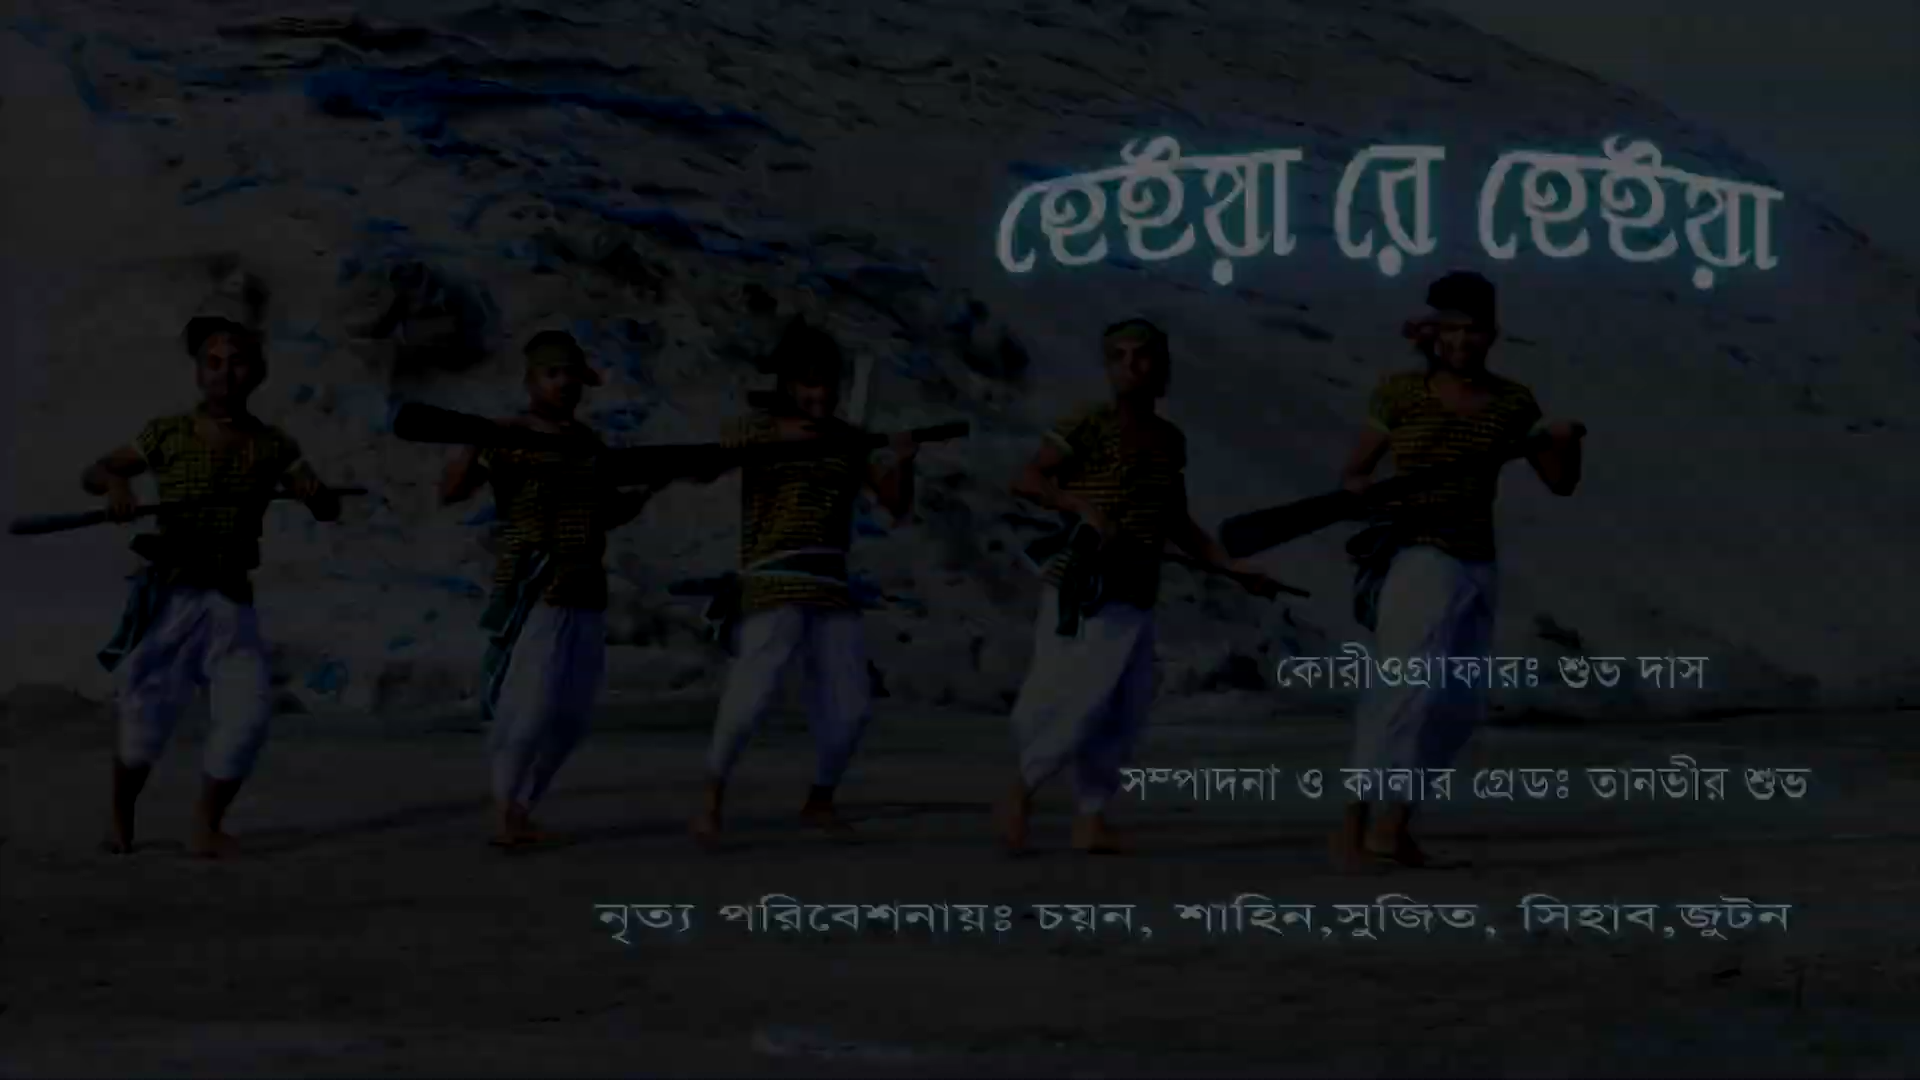 হেইয়া রে হেইয়া
কোরীওগ্রাফারঃ শুভ দাস
সম্পাদনা ও কালার গ্রেডঃ তানভীর শুভ
নৃত্য পরিবেশনায়ঃ চয়ন, শাহিন,সুজিত, সিহাব,জুটন